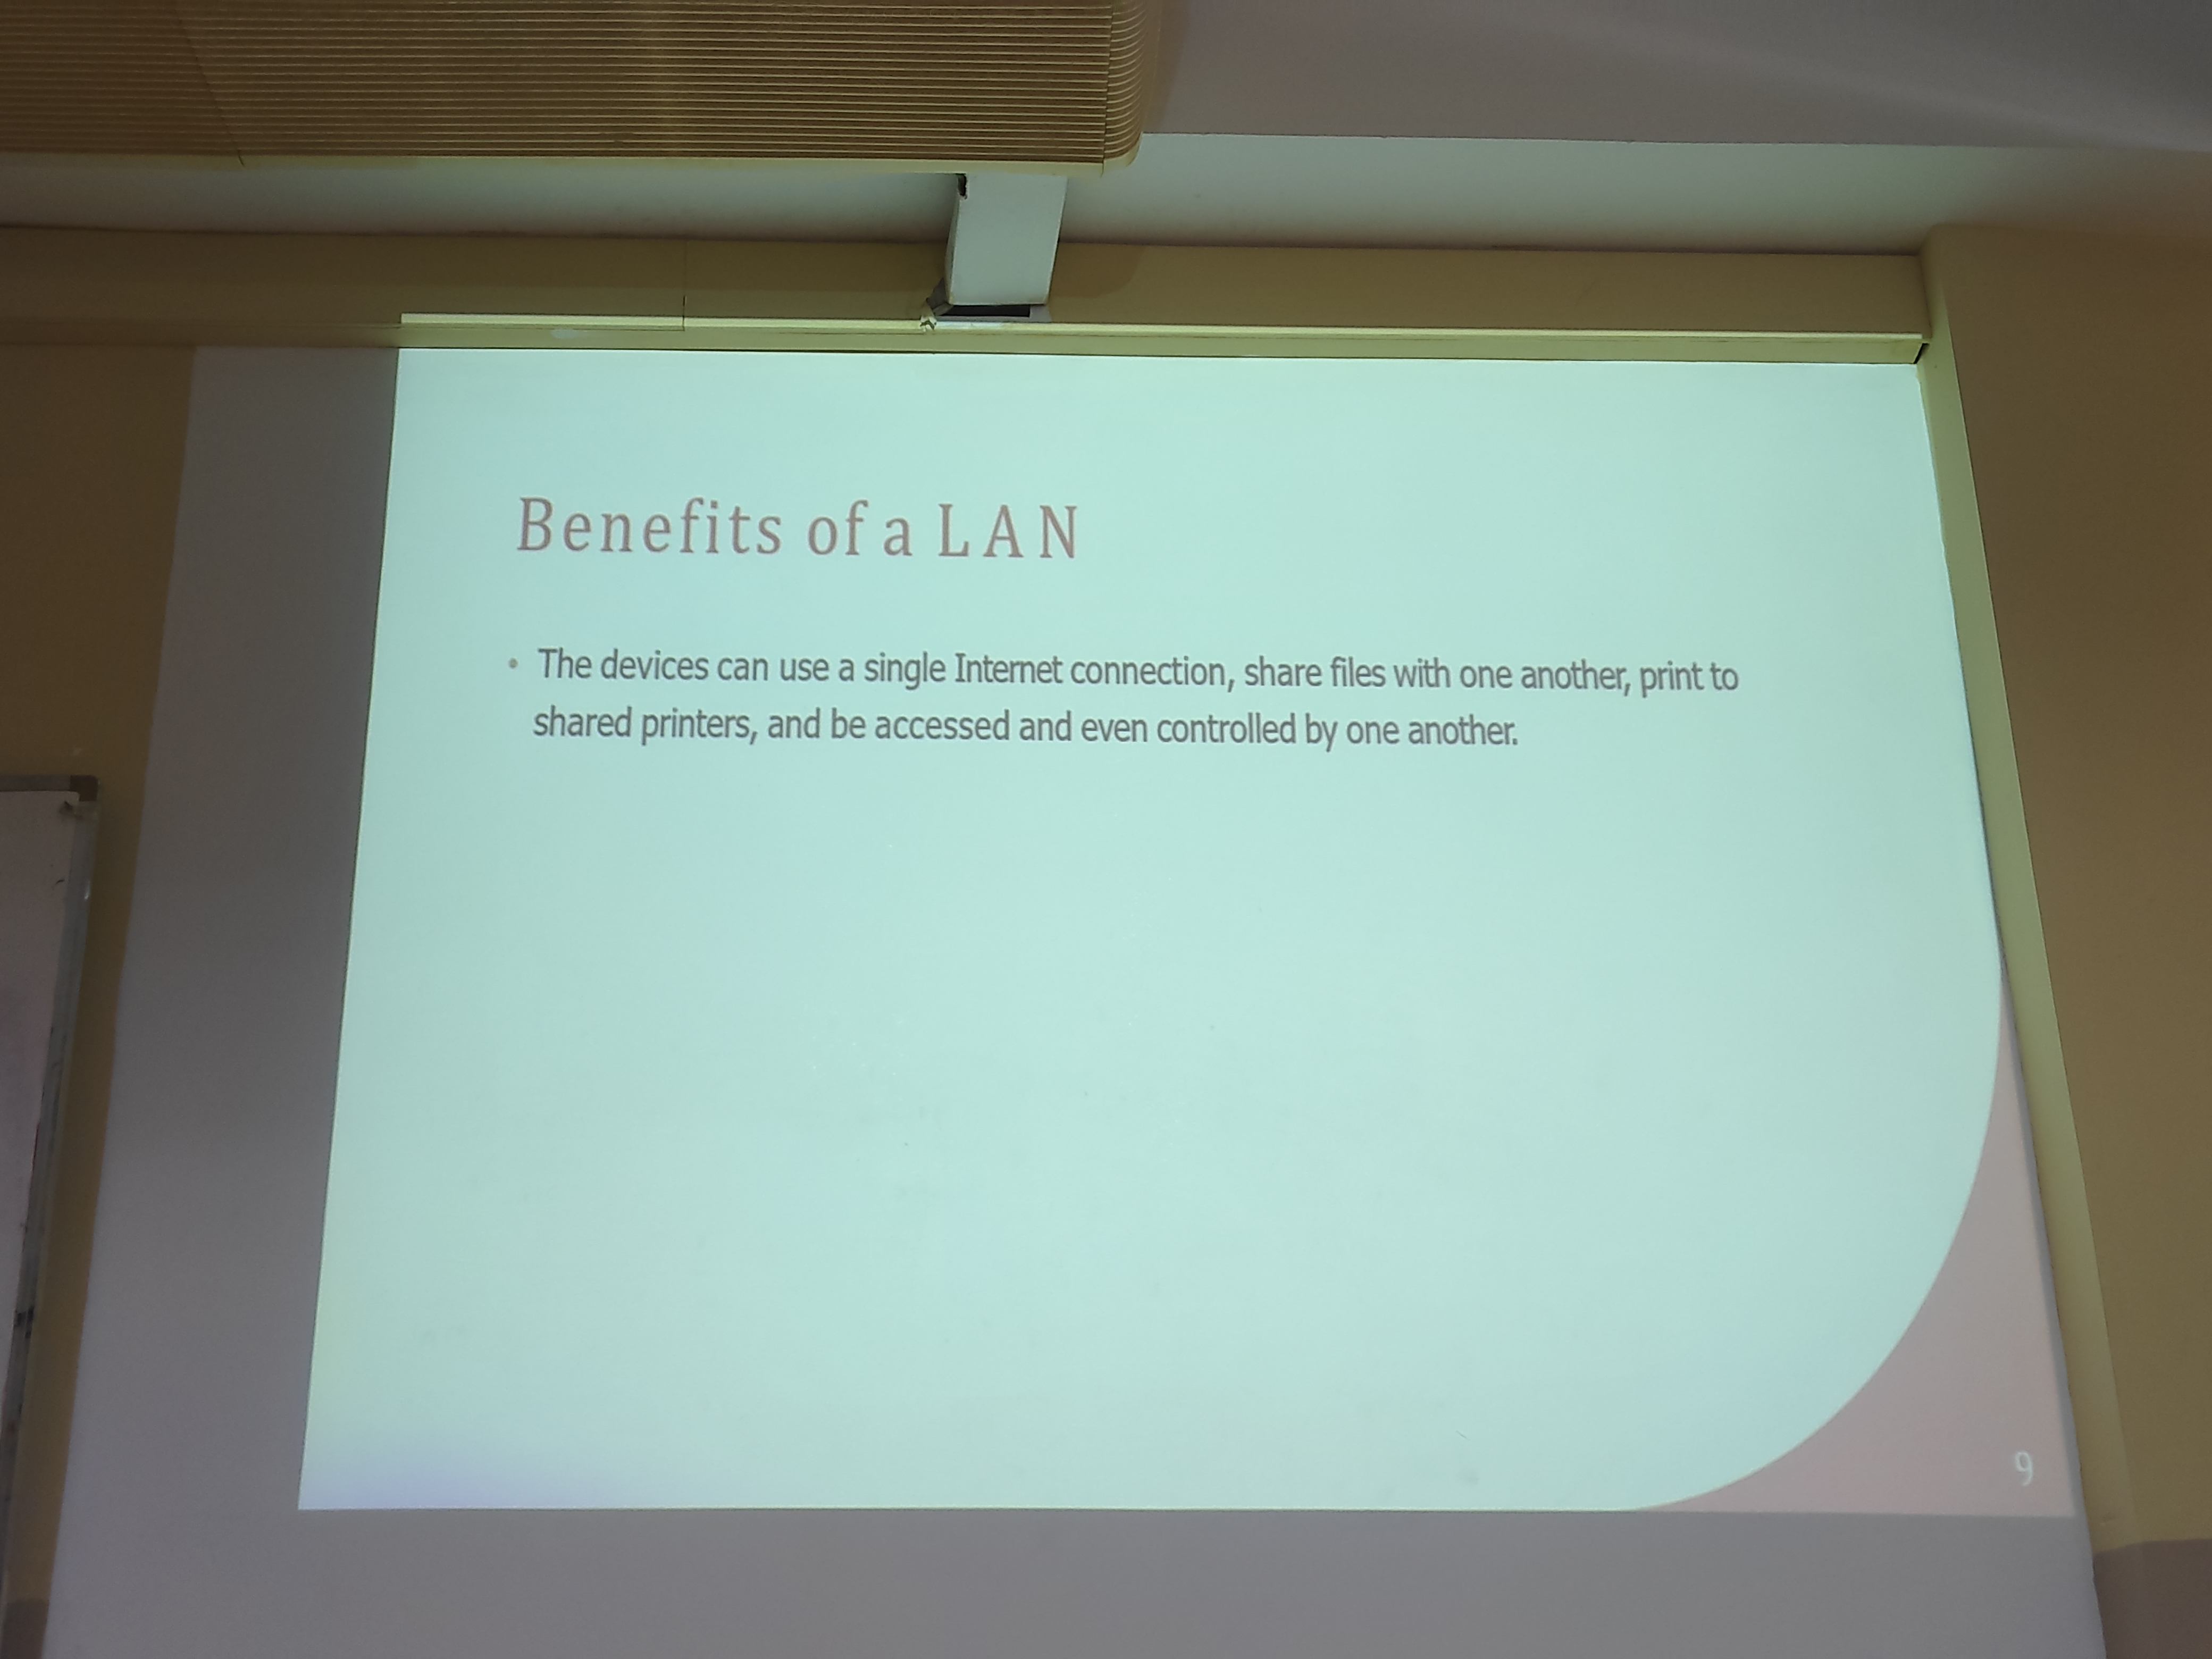 Benefits of a LAN
• The devices can use a single Internet connection, share files with one another, print to
shared printers, and be accessed and even controlled by one another.
9